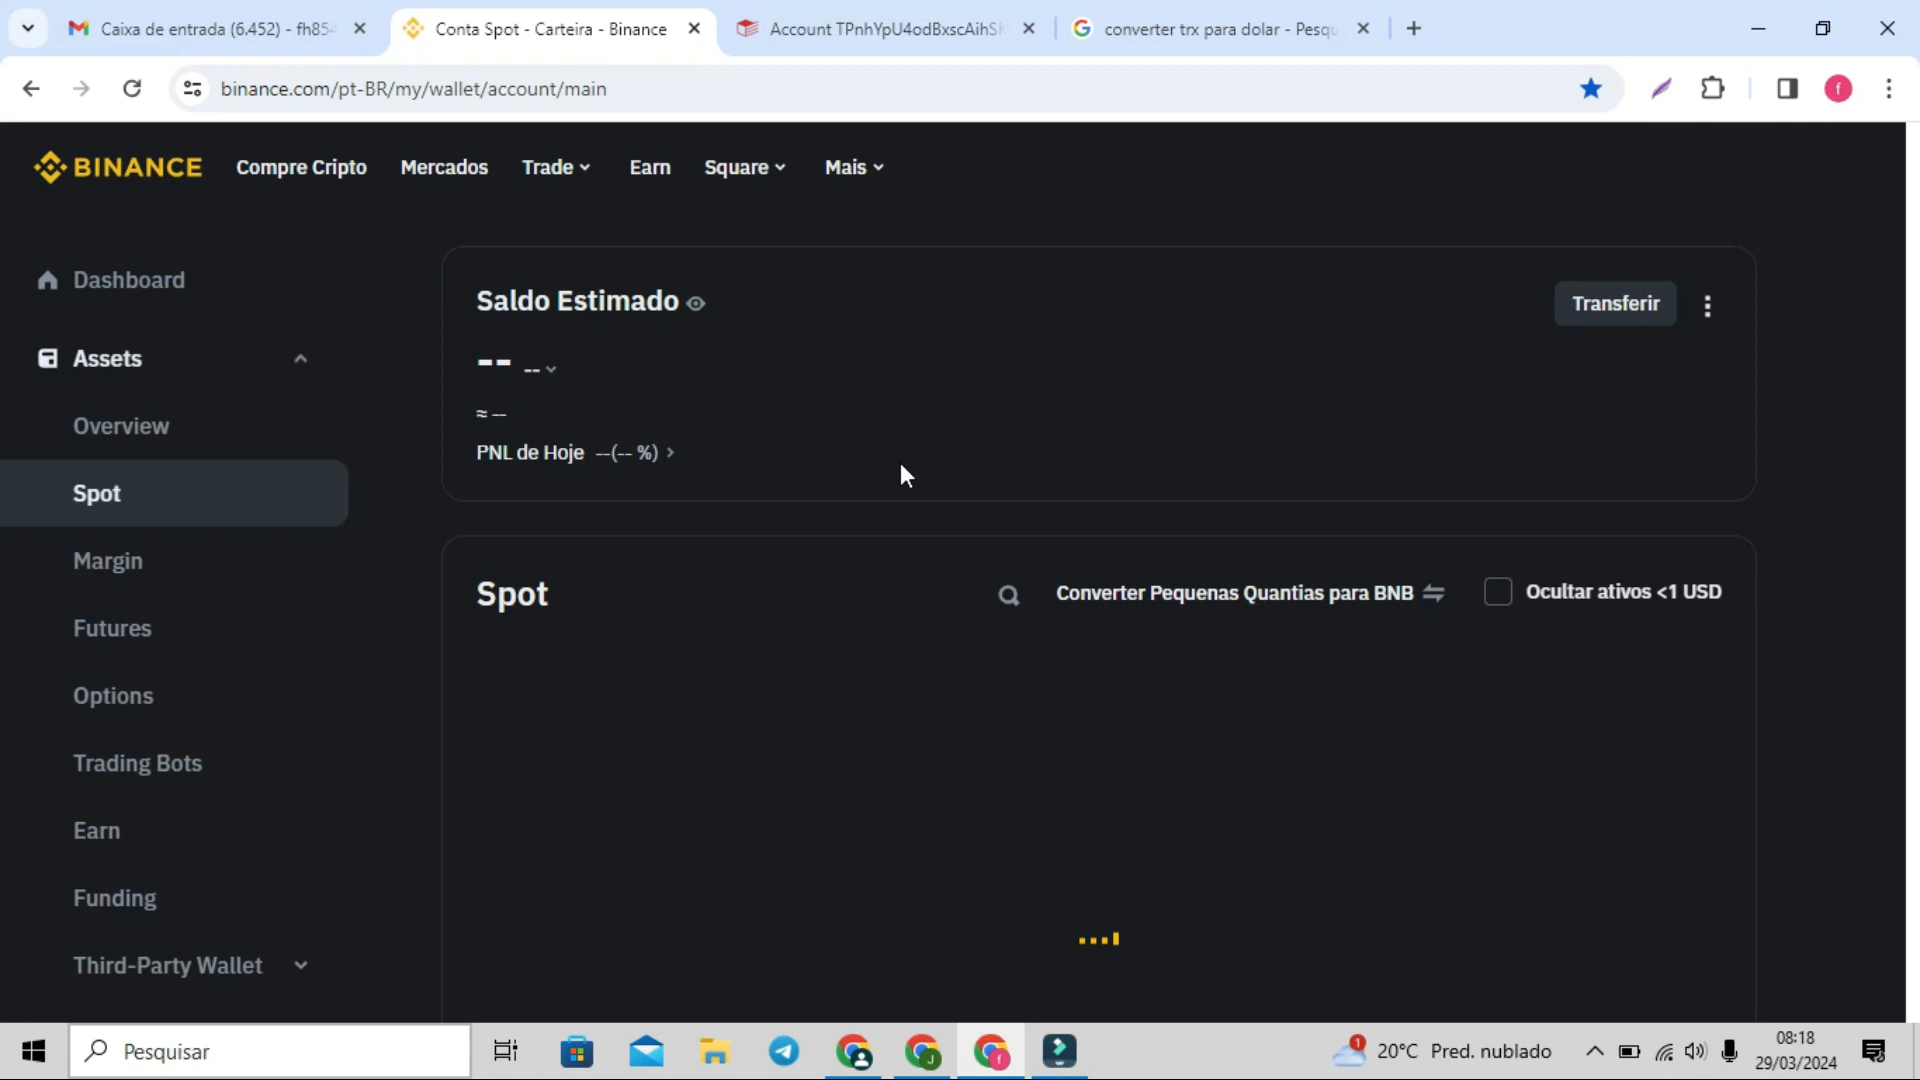 Caixa de entrada (6.452) - fh85
Conta Spot - Carteira - Binance
Account TPnhYpU4odBxscAihS
converter trx para dolar - Pesqu
binance.com/pt-BR/my/wallet/account/main
f
BINANCE
Compre Cripto
Mercados
Trade
Earn
Square
Mais
Dashboard
Assets
Overview
Spot
Margin
Futures
Options
Trading Bots
Earn
Funding
Third-Party Wallet
Saldo Estimado
Transferir
-- --
≈ --
PNL de Hoje --(-- %)
Spot
Converter Pequenas Quantias para BNB
Ocultar ativos <1 USD
Pesquisar
J
f
1
20°C Pred. nublado
08:18
29/03/2024